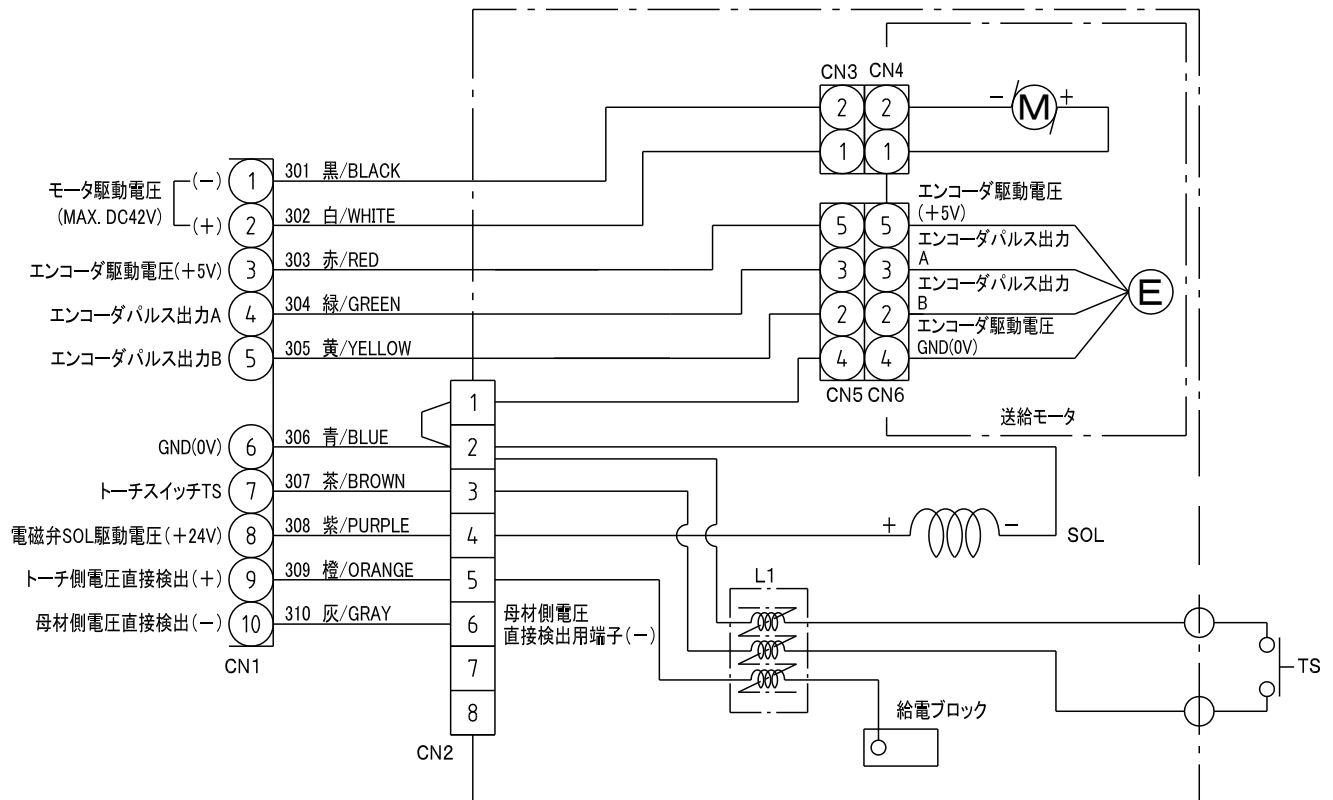 CN3 CN4
2 2 − M +
1 1
モータ駆動電圧
(MAX. DC42V)
(−) 1 301 黒/BLACK
(+) 2 302 白/WHITE
エンコーダ駆動電圧(+5V) 3 303 赤/RED
エンコーダパルス出力A 4 304 緑/GREEN
エンコーダパルス出力B 5 305 黄/YELLOW
GND(0V) 6 306 青/BLUE
トーチスイッチTS 7 307 茶/BROWN
電磁弁SOL駆動電圧(+24V) 8 308 紫/PURPLE
トーチ側電圧直接検出(+) 9 309 橙/ORANGE
母材側電圧直接検出(−) 10 310 灰/GRAY
CN1
1
2
3
4
5
6
7
8
CN2
母材側電圧
直接検出用端子(−)
5 5
3 3
2 2
4 4
CN5 CN6
エンコーダ駆動電圧
(+5V)
エンコーダパルス出力
A
エンコーダパルス出力
B
エンコーダ駆動電圧
GND(0V)
E
送給モータ
+ − SOL
L1
給電ブロック
TS